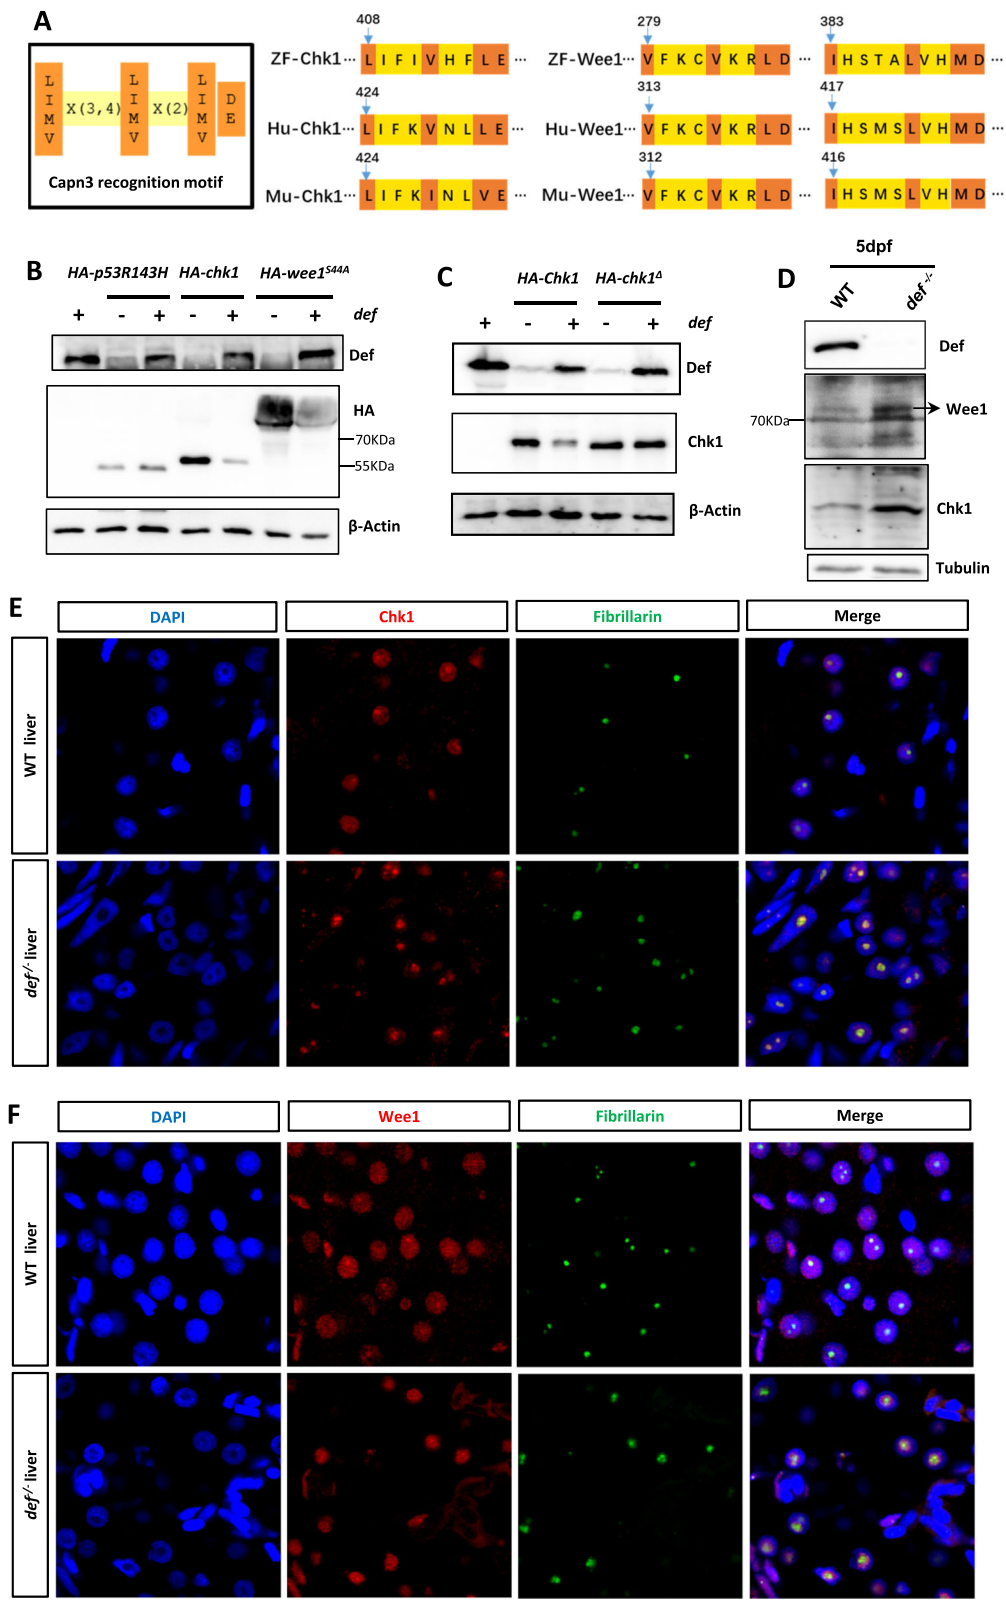 A
L I M V X(3,4) L I M V X(2) L I M V D E
Capn3 recognition motif
408
ZF-Chk1··· L I F I V H F L E ···
424
Hu-Chk1··· L I F K V N L L E ···
424
Mu-Chk1··· L I F K I N L V E ···
279 383
ZF-Wee1··· V F K C V K R L D ··· I H S T A L V H M D ···
313 417
Hu-Wee1··· V F K C V K R L D ··· I H S M S L V H M D ···
312 416
Mu-Wee1··· V F K C V K R L D ··· I H S M S L V H M D ···
B
HA-p53R143H HA-chk1 HA-wee1S44A
+ - + - + - + def
Def
HA
70KDa
55KDa
β-Actin
C
HA-Chk1 HA-chk1Δ
+ - + - + def
Def
Chk1
β-Actin
D
5dpf
WT def-/-
Def
Wee1
70KDa
Chk1
Tubulin
E
DAPI Chk1 Fibrillarin Merge
WT liver
def-/- liver
F
DAPI Wee1 Fibrillarin Merge
WT liver
def-/- liver